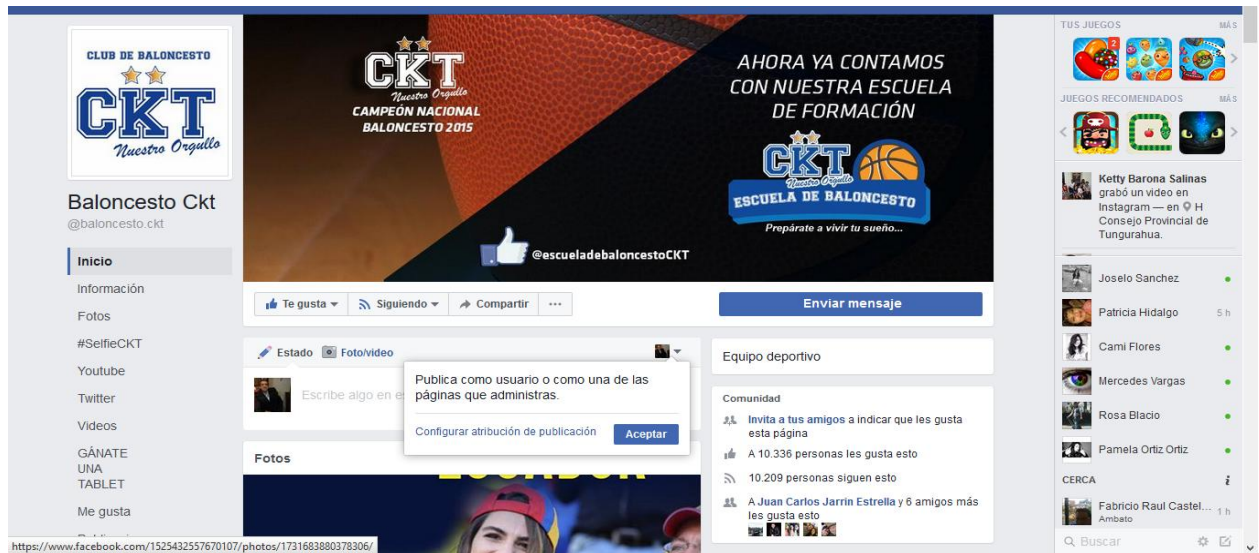 CLUB DE BALONCESTO
CKT
Nuestro Orgullo
Baloncesto Ckt
@baloncesto.ckt
Inicio
Información
Fotos
#SelfieCKT
Youtube
Twitter
Videos
GÁNATE
UNA
TABLET
Me gusta
CKT
Nuestro Orgullo
CAMPEÓN NACIONAL
BALONCESTO 2015
AHORA YA CONTAMOS
CON NUESTRA ESCUELA
DE FORMACIÓN
CKT
Nuestro Orgullo
ESCUELA DE BALONCESTO
Prepárate a vivir tu sueño...
@escueladebaloncestoCKT
Te gusta
Siguiendo
Compartir
Enviar mensaje
Estado
Foto/video
Escribe algo en
Publica como usuario o como una de las
páginas que administras.
Configurar atribución de publicación
Aceptar
Fotos
ECUADOR
Equipo deportivo
Comunidad
Invita a tus amigos a indicar que les gusta
esta página
A 10.336 personas les gusta esto
10.209 personas siguen esto
A Juan Carlos Jarrin Estrella y 6 amigos más
les gusta esto
TUS JUEGOS MÁS
2
JUEGOS RECOMENDADOS MÁS
Ketty Barona Salinas
grabó un video en
Instagram — en H
Consejo Provincial de
Tungurahua.
Joselo Sanchez
Patricia Hidalgo 5 h
Cami Flores
Mercedes Vargas
Rosa Blacio
Pamela Ortiz Ortiz
CERCA
Fabricio Raul Castel... 1 h
Ambato
Buscar
https://www.facebook.com/1525432557670107/photos/1731683880378306/